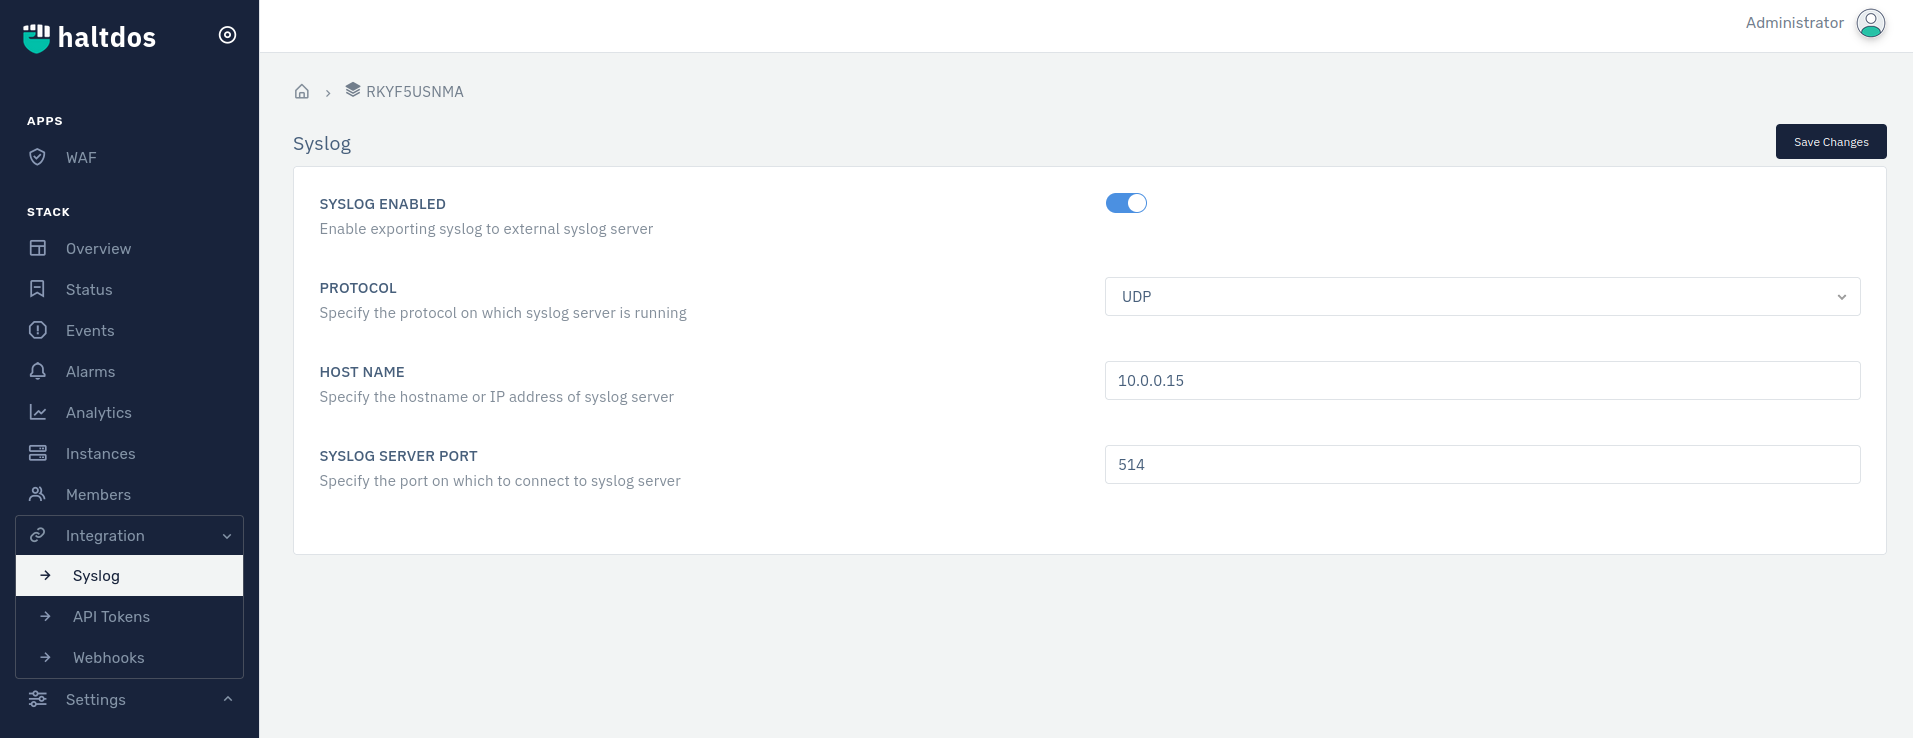 haltdos
Administrator
APPS
WAF
STACK
Overview
Status
Events
Alarms
Analytics
Instances
Members
Integration
Syslog
API Tokens
Webhooks
Settings
RKYF5USNMA
Syslog
Save Changes
SYSLOG ENABLED
Enable exporting syslog to external syslog server
PROTOCOL
Specify the protocol on which syslog server is running
UDP
HOST NAME
Specify the hostname or IP address of syslog server
10.0.0.15
SYSLOG SERVER PORT
Specify the port on which to connect to syslog server
514